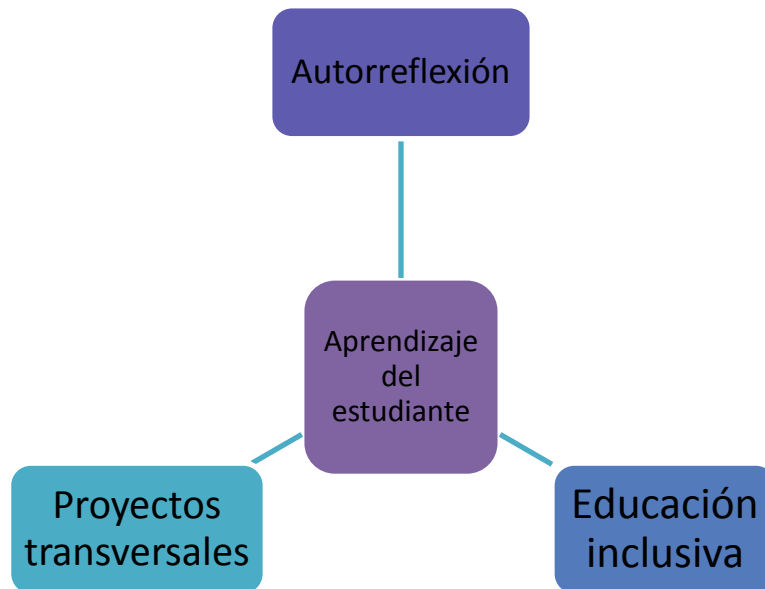 Autorreflexión
Aprendizaje
del
estudiante
Proyectos
transversales
Educación
inclusiva